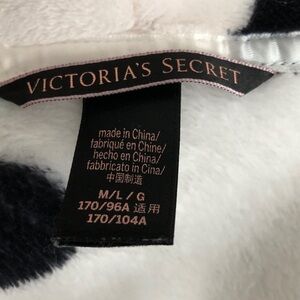 VICTORIA'S SECRET
made in China/
fabriqué en Chine/
hecho en China/
fabbricato in Cina/
中国制造
M/L / G
170/96A 适用
170/104A